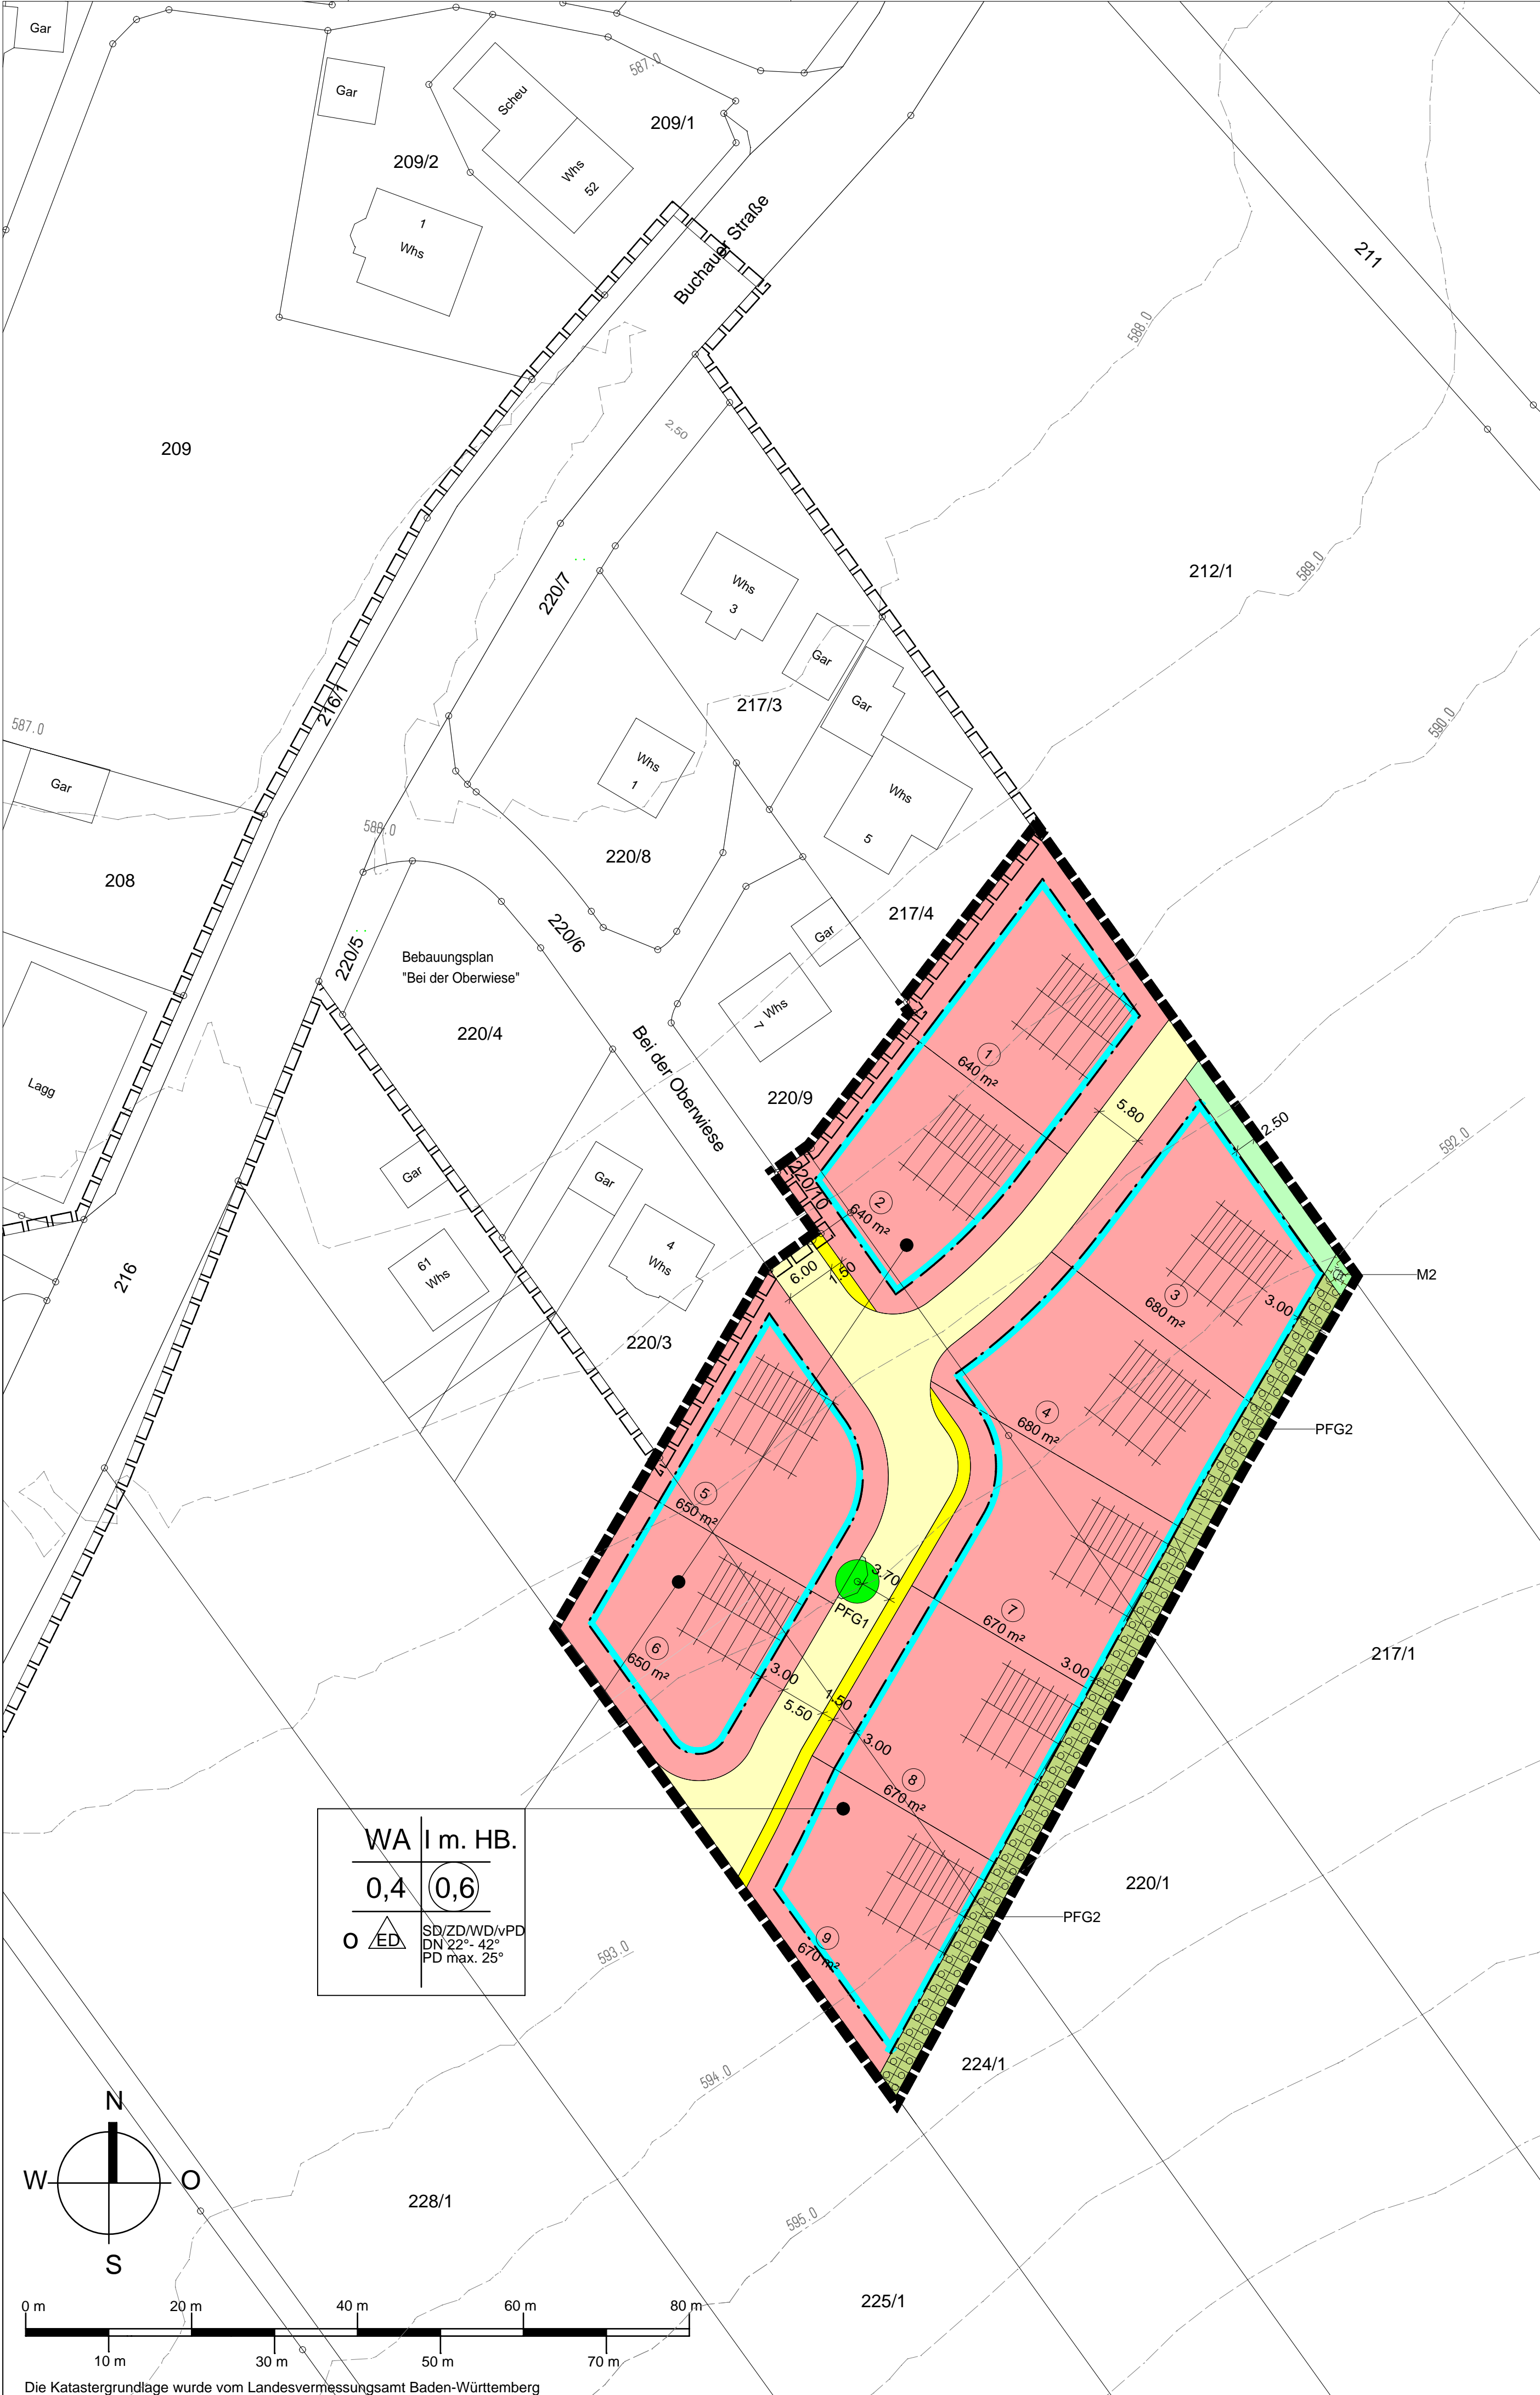 Gar
Gar
587.0
Scheu
209/1
209/2
Whs
52
1
Whs
Buchauer Straße
211
588.0
209
2,50
212/1
589.0
220/7
Whs
3
Gar
216/1
217/3
Gar
590.0
587.0
Gar
Whs
1
Whs
5
588.0
208
220/8
217/4
220/6
Gar
220/5
Bebauungsplan
"Bei der Oberwiese"
220/4
Whs
7
Bei der Oberwiese
Lagg
1
640 m²
220/9
5.80
2.50
592.0
Gar
Gar
220/10
2
640 m²
216
61
Whs
4
Whs
6.00
1.50
M2
3
680 m²
3.00
220/3
4
680 m²
PFG2
5
650 m²
3.70
PFG1
7
670 m²
6
650 m²
3.00
217/1
3.00
5.50
1.50
3.00
8
670 m²
WA
I m. HB.
0,4
0,6
o
ED
SD/ZD/WD/vPD
DN 22°- 42°
PD max. 25°
220/1
PFG2
9
670 m²
593.0
594.0
224/1
N
W
O
S
228/1
595.0
225/1
0 m
20 m
40 m
60 m
80 m
10 m
30 m
50 m
70 m
Die Katastergrundlage wurde vom Landesvermessungsamt Baden-Württemberg